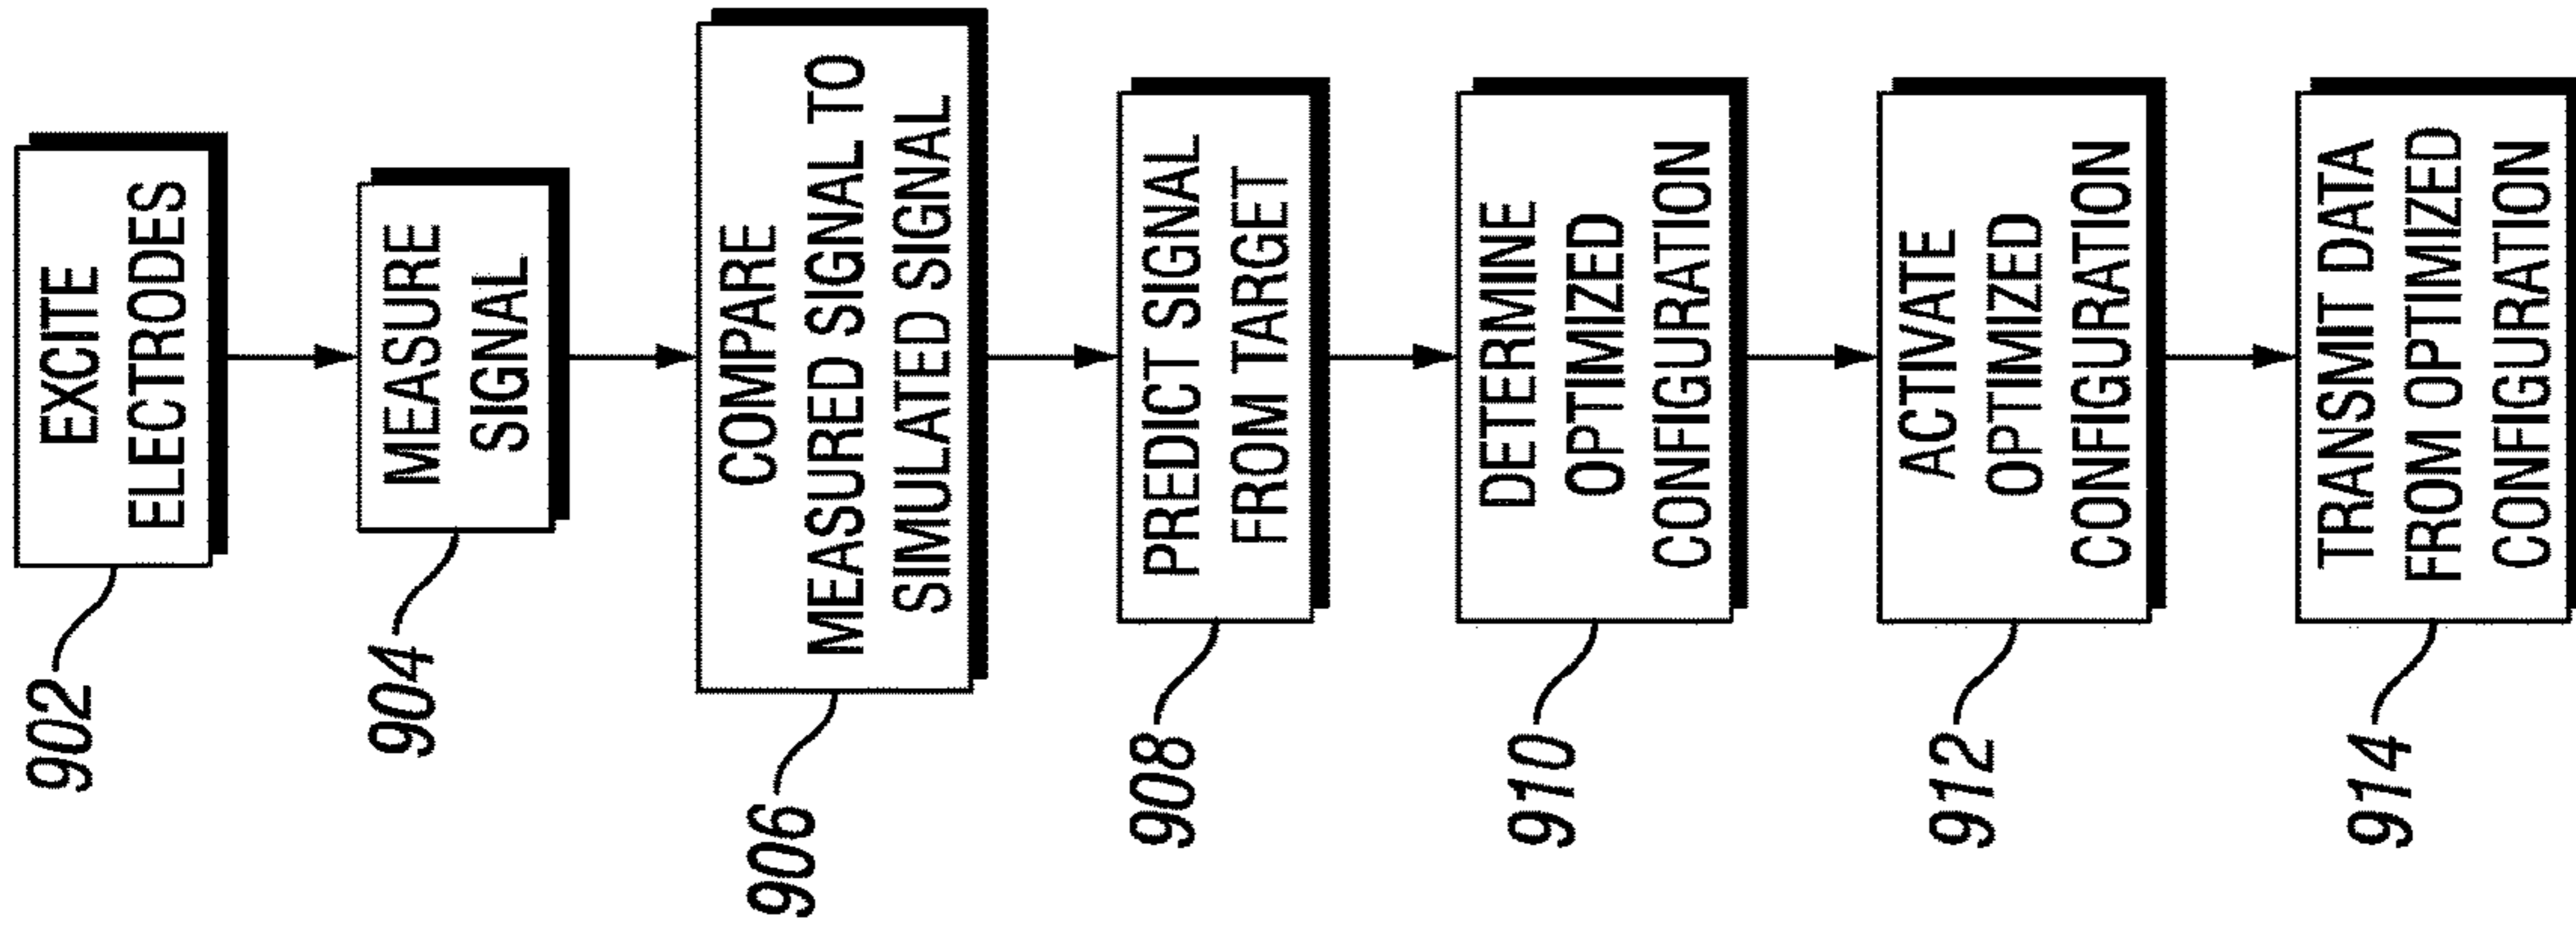 902
EXCITE
ELECTRODES
904
MEASURE
SIGNAL
906
COMPARE
MEASURED SIGNAL TO
SIMULATED SIGNAL
908
PREDICT SIGNAL
FROM TARGET
910
DETERMINE
OPTIMIZED
CONFIGURATION
912
ACTIVATE
OPTIMIZED
CONFIGURATION
914
TRANSMIT DATA
FROM OPTIMIZED
CONFIGURATION